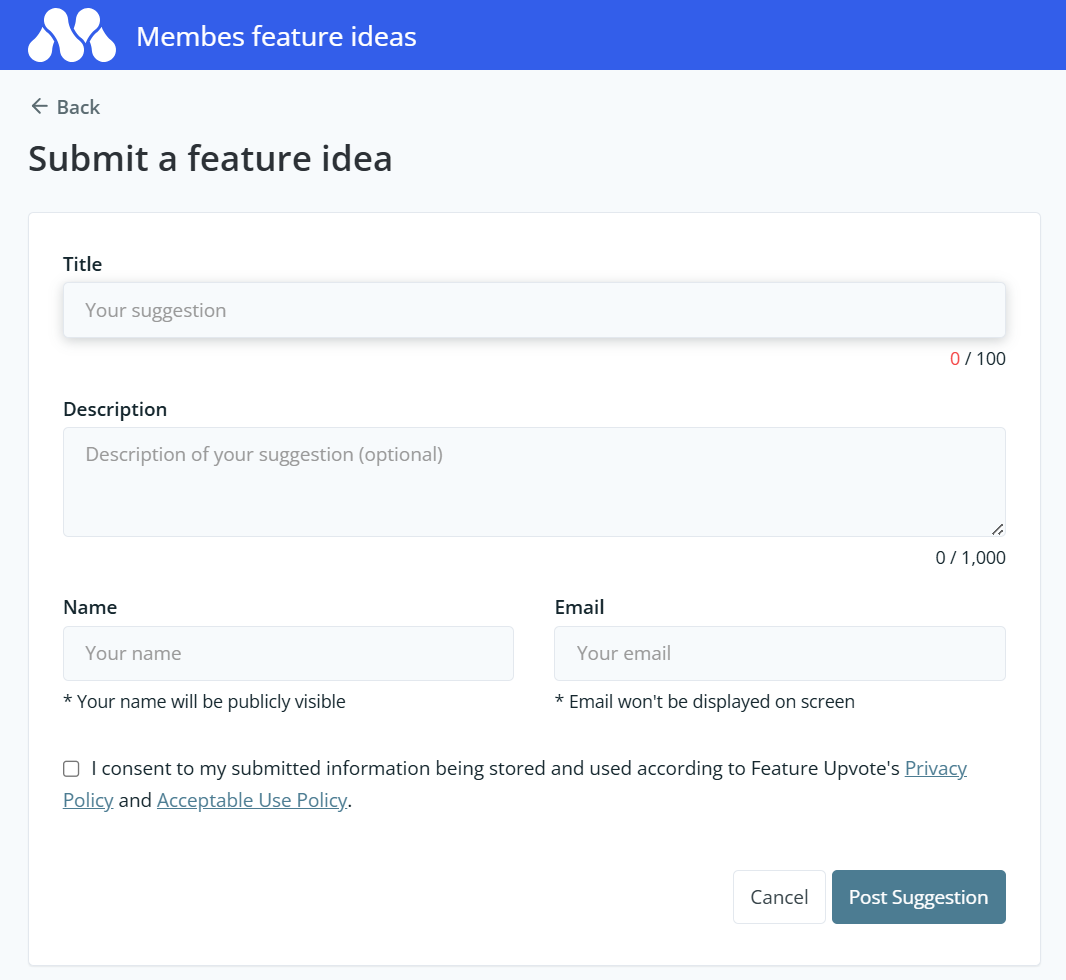 Membes feature ideas
← Back
Submit a feature idea
Title
Your suggestion
0 / 100
Description
Description of your suggestion (optional)
0 / 1,000
Name
Email
Your name
Your email
* Your name will be publicly visible
* Email won't be displayed on screen
I consent to my submitted information being stored and used according to Feature Upvote's Privacy
Policy and Acceptable Use Policy.
Cancel
Post Suggestion